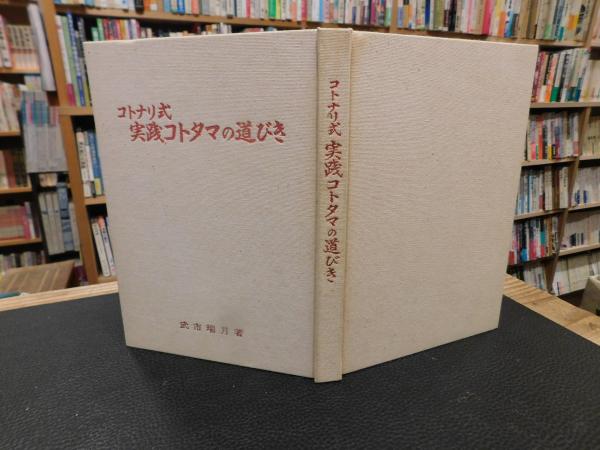 コトナリ式
実践コトタマの道びき
武市瑞月著
コトナリ式 実践コトタマの道びき